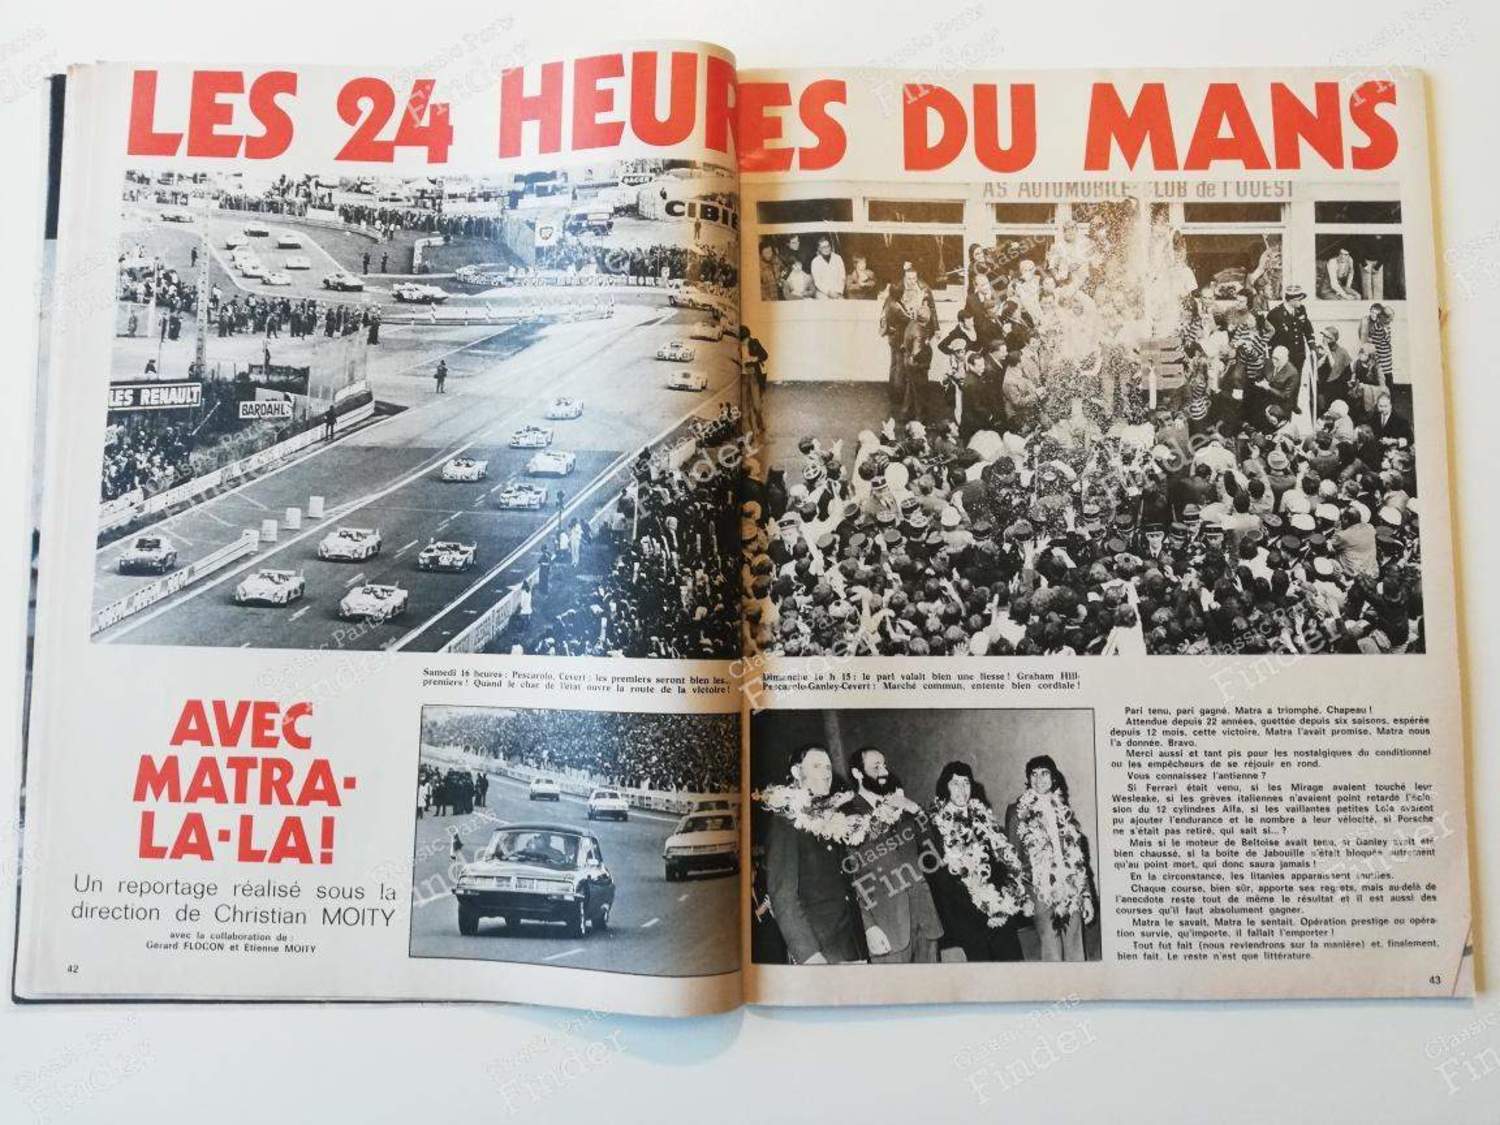 LES 24 HEURES DU MANS
CIBIE
LES RENAULT
BARDAHL
AS AUTOMOBILE CLUB de l'OUEST
Samedi 16 heures : Pescarolo, Cevert : les premiers seront bien les...
premiers ! Quand le char de l'état ouvre la route de la victoire !
Dimanche 16 h 15 : le pari valait bien une liesse ! Graham Hill-
Pescarolo-Ganley-Cevert : Marché commun, entente bien cordiale !
AVEC
MATRA-
LA-LA!
Un reportage réalisé sous la
direction de Christian MOITY
avec la collaboration de :
Gérard FLOCON et Etienne MOITY
42
Pari tenu, pari gagné. Matra a triomphé. Chapeau !
Attendue depuis 22 années, guettée depuis six saisons, espérée
depuis 12 mois, cette victoire, Matra l'avait promise. Matra nous
l'a donnée. Bravo.
Merci aussi et tant pis pour les nostalgiques du conditionnel
ou les empêcheurs de se réjouir en rond.
Vous connaissez l'antienne ?
Si Ferrari était venu, si les Mirage avaient touché leur
Weslake, si les grèves italiennes n'avaient point retardé l'éclo-
sion du 12 cylindres Alfa, si les vaillantes petites Lola avaient
pu ajouter l'endurance et le nombre à leur vélocité, si Porsche
ne s'était pas retiré, qui sait si... ?
Mais si le moteur de Beltoise avait tenu, si Ganley avait été
bien chaussé, si la boîte de Jabouille s'était bloquée autrement
qu'au point mort, qui donc saura jamais !
En la circonstance, les litanies apparaissent inutiles.
Chaque course, bien sûr, apporte ses regrets, mais au-delà de
l'anecdote reste tout de même le résultat et il est aussi des
courses qu'il faut absolument gagner.
Matra le savait, Matra le sentait. Opération prestige ou opéra-
tion survie, qu'importe, il fallait l'emporter !
Tout fut fait (nous reviendrons sur la manière) et, finalement,
bien fait. Le reste n'est que littérature.
43
Classic Parts
Finder